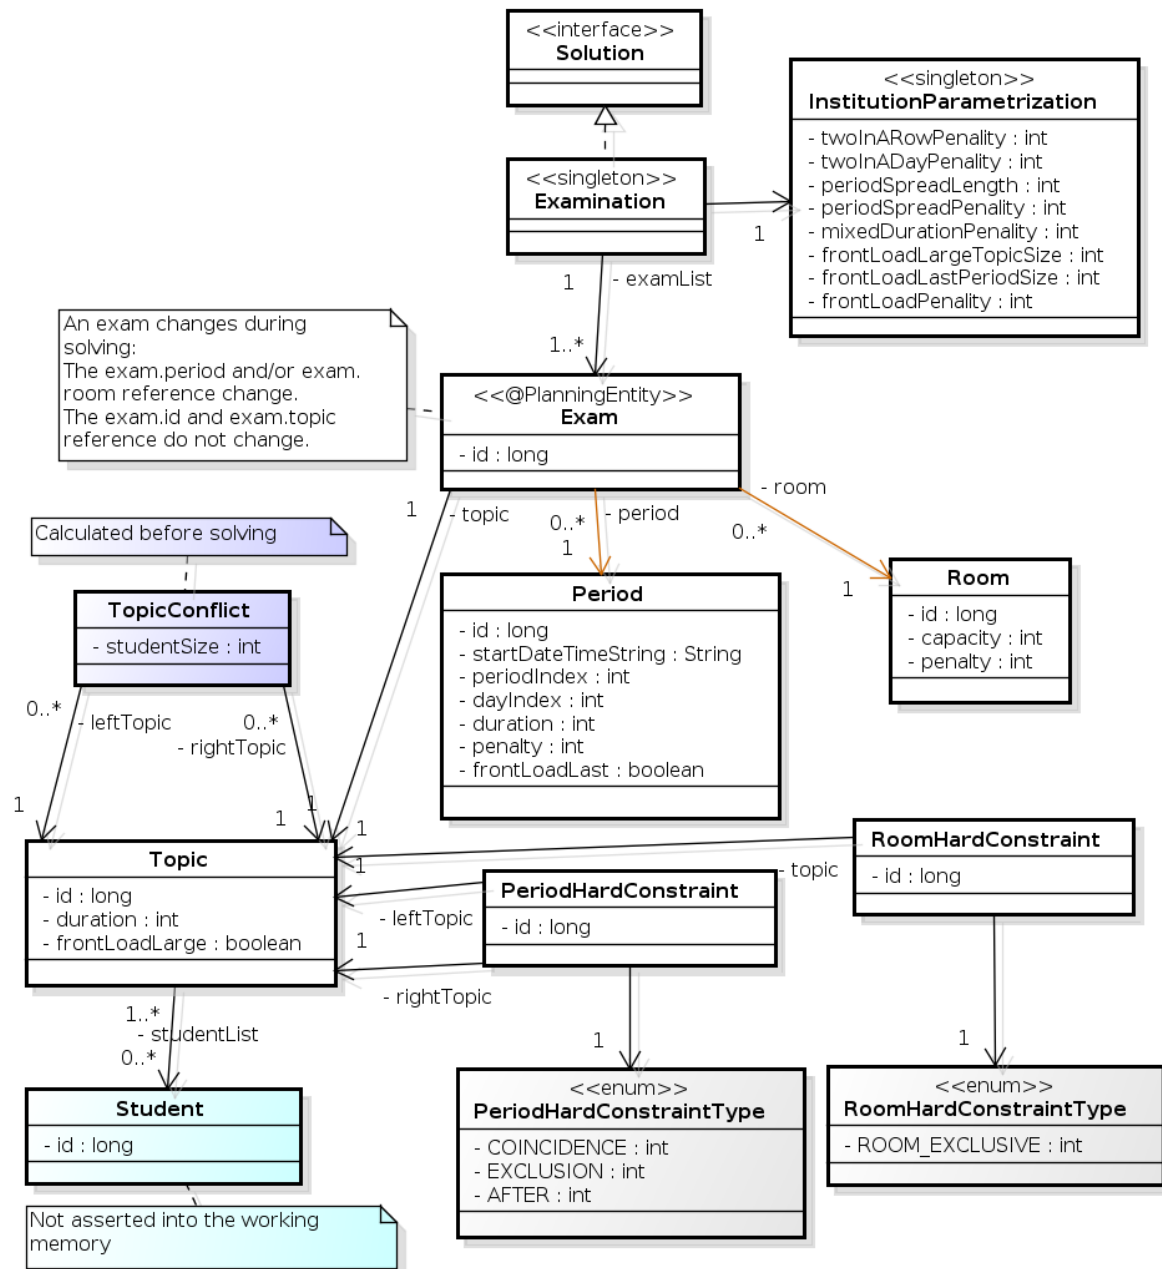 <<interface>>
Solution
<<singleton>>
InstitutionParametrization
- twoInARowPenality : int
- twoInADayPenality : int
- periodSpreadLength : int
- periodSpreadPenality : int
- mixedDurationPenality : int
- frontLoadLargeTopicSize : int
- frontLoadLastPeriodSize : int
- frontLoadPenality : int
<<singleton>>
Examination
1
1
- examList
1..*
An exam changes during
solving:
The exam.period and/or exam.
room reference change.
The exam.id and exam.topic
reference do not change.
<<@PlanningEntity>>
Exam
- id : long
1
- topic
0..*
- period
1
- room
0..*
1
Calculated before solving
TopicConflict
- studentSize : int
Period
- id : long
- startDateTimeString : String
- periodIndex : int
- dayIndex : int
- duration : int
- penalty : int
- frontLoadLast : boolean
Room
- id : long
- capacity : int
- penalty : int
0..*
- leftTopic
0..*
- rightTopic
1
1
1
1
1
Topic
- id : long
- duration : int
- frontLoadLarge : boolean
RoomHardConstraint
- id : long
- topic
PeriodHardConstraint
- id : long
- leftTopic
1
- rightTopic
1..*
- studentList
0..*
1
1
Student
- id : long
<<enum>>
PeriodHardConstraintType
- COINCIDENCE : int
- EXCLUSION : int
- AFTER : int
<<enum>>
RoomHardConstraintType
- ROOM_EXCLUSIVE : int
Not asserted into the working
memory